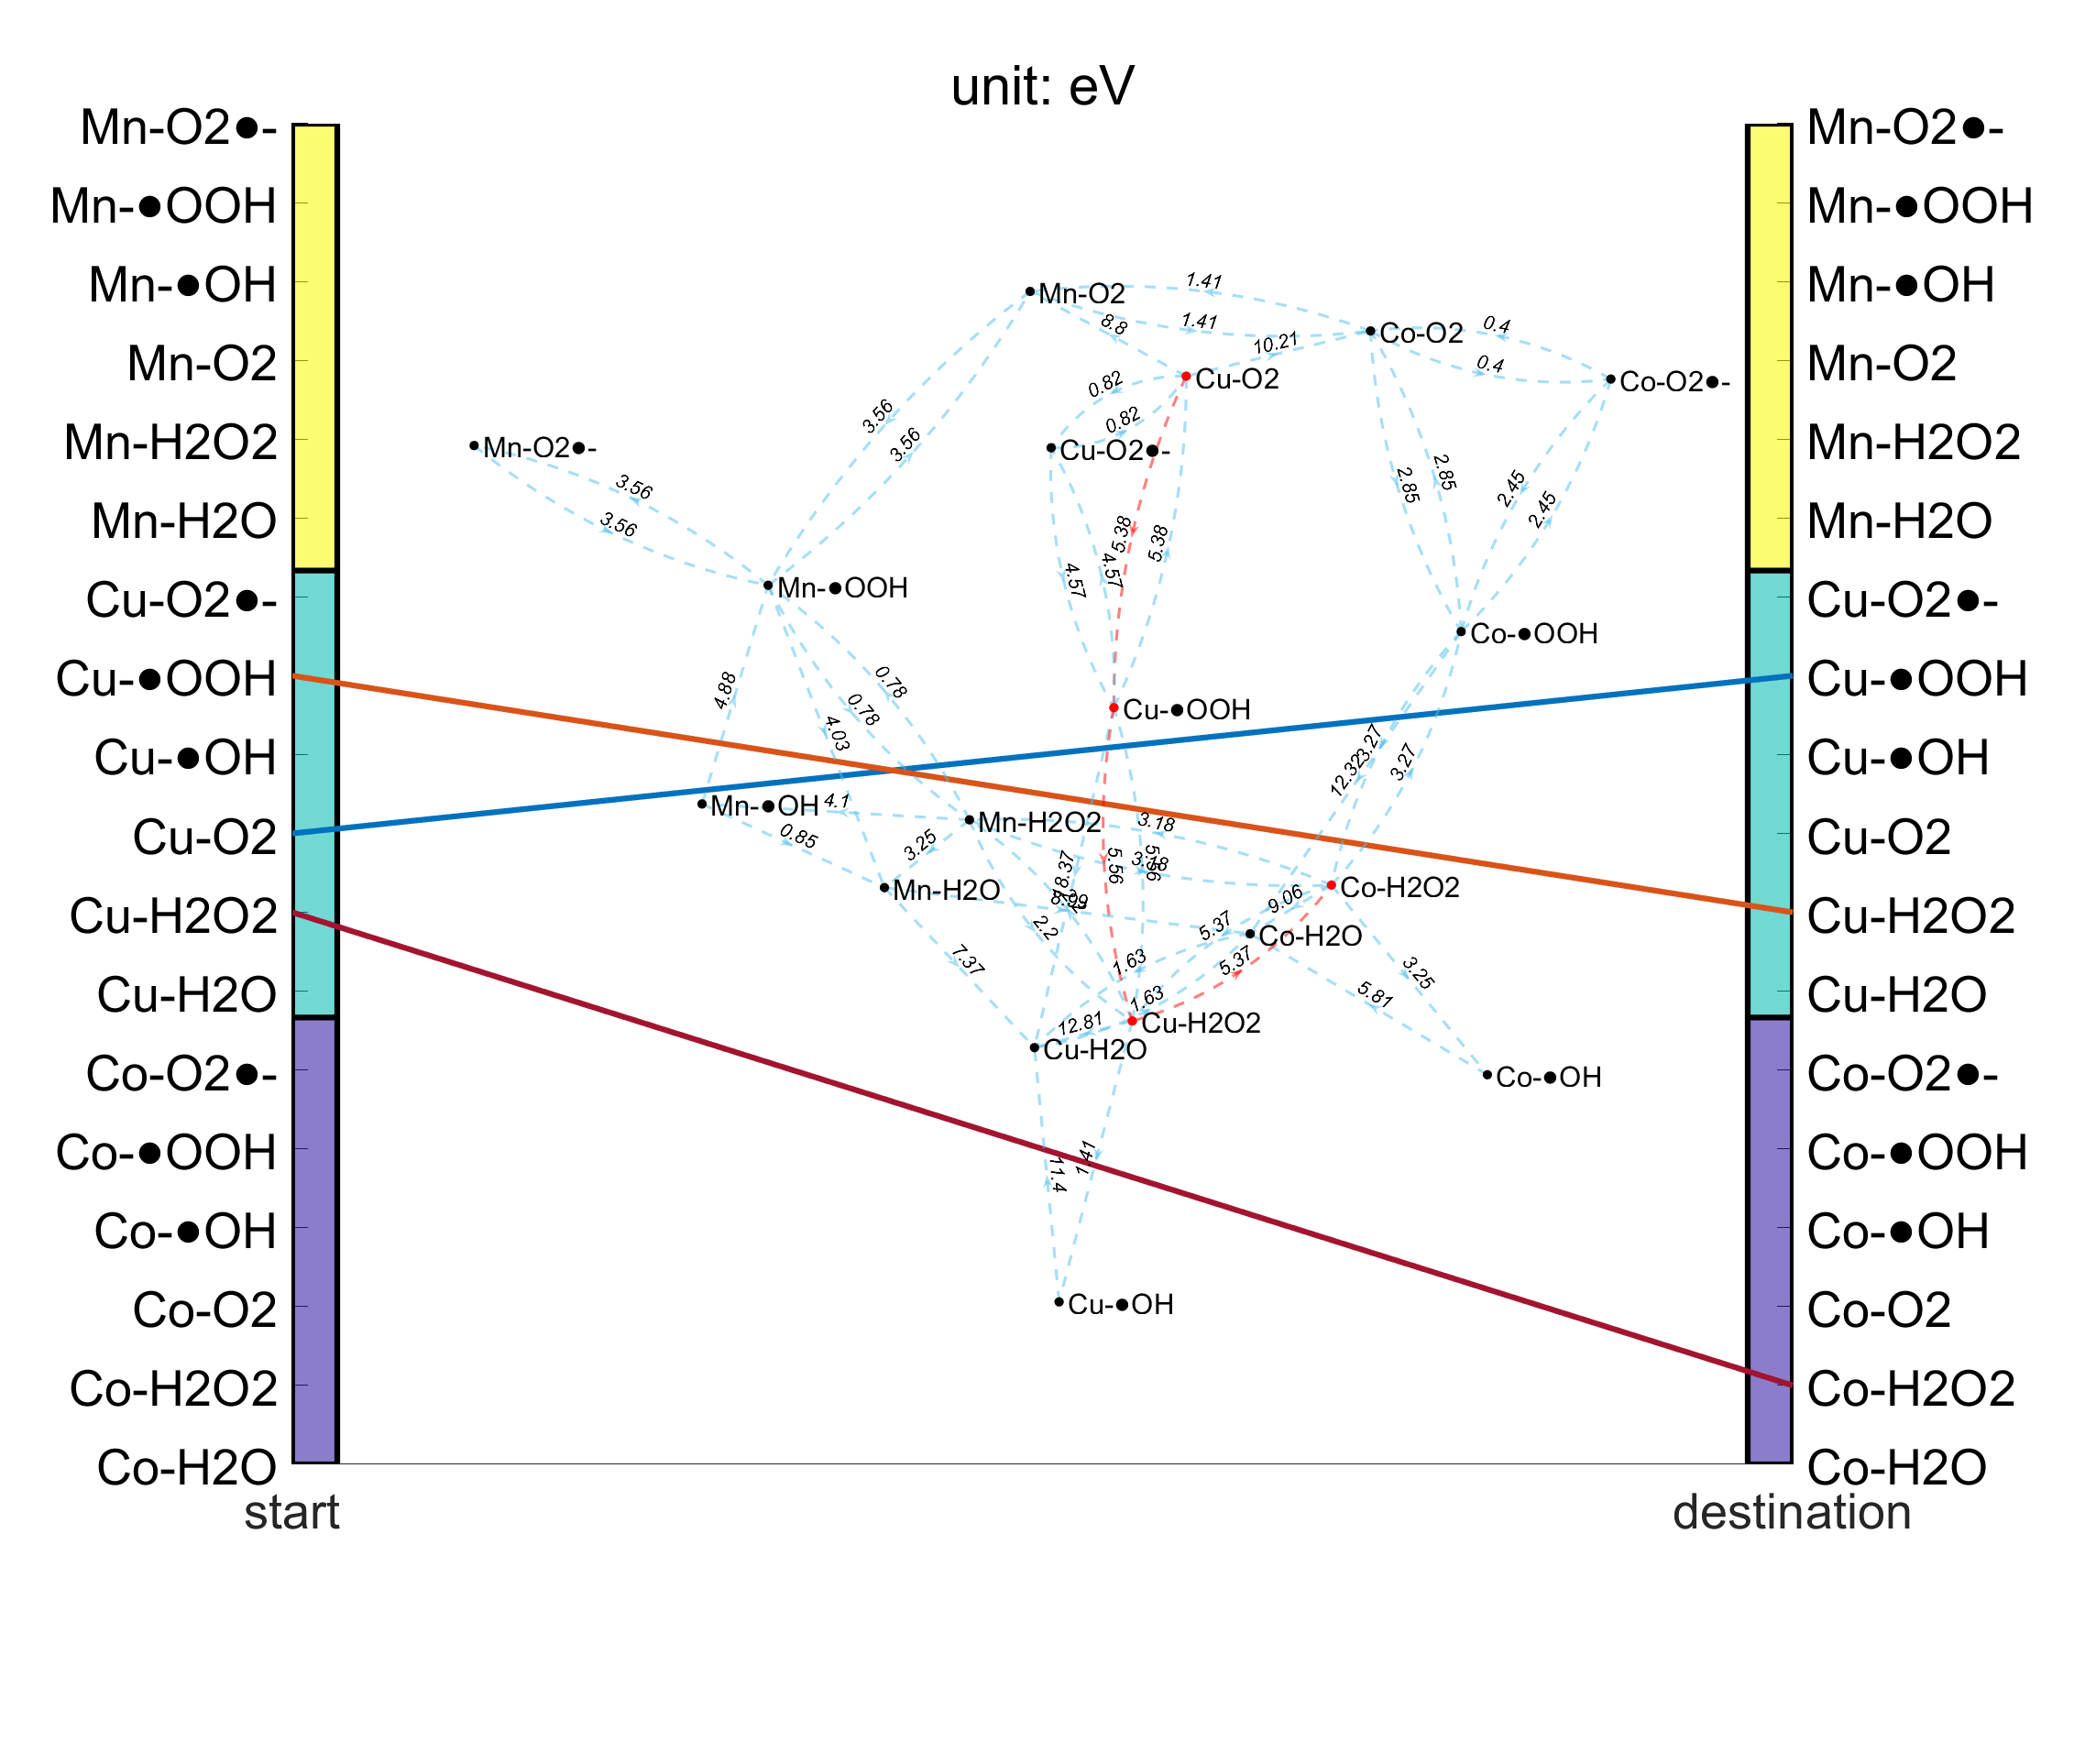 unit: eV
Mn-O2●-
Mn-●OOH
Mn-●OH
Mn-O2
Mn-H2O2
Mn-H2O
Cu-O2●-
Cu-●OOH
Cu-●OH
Cu-O2
Cu-H2O2
Cu-H2O
Co-O2●-
Co-●OOH
Co-●OH
Co-O2
Co-H2O2
Co-H2O
start
1.41
Mn-O2
1.41
8.8
10.21
Co-O2
0.4
0.4
Cu-O2
Co-O2●-
0.82
0.82
3.56
3.56
Mn-O2●-
Cu-O2●-
3.56
3.56
2.85
2.85
2.45
2.45
5.38
5.38
4.57
4.57
Mn-●OOH
Co-●OOH
4.88
0.78
0.78
4.03
Cu-●OOH
3.27
12.32
3.27
Mn-●OH
4.1
Mn-H2O2
3.18
0.85
3.25
5.56
5.56
3.18
18.37
Mn-H2O
Co-H2O2
9.06
8.99
2.2
5.37
Co-H2O
7.37
1.63
5.37
3.25
1.63
5.81
12.81
Cu-H2O2
Cu-H2O
Co-●OH
11.4
1.41
Cu-●OH
Mn-O2●-
Mn-●OOH
Mn-●OH
Mn-O2
Mn-H2O2
Mn-H2O
Cu-O2●-
Cu-●OOH
Cu-●OH
Cu-O2
Cu-H2O2
Cu-H2O
Co-O2●-
Co-●OOH
Co-●OH
Co-O2
Co-H2O2
Co-H2O
destination